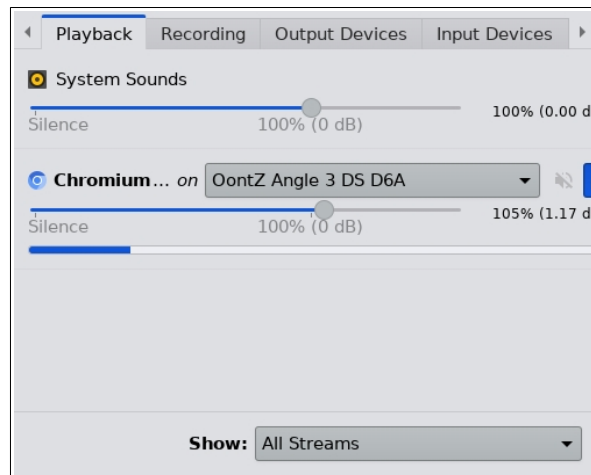 Playback Recording Output Devices Input Devices
System Sounds
100% (0.00 d
Silence 100% (0 dB)
Chromium... on OontZ Angle 3 DS D6A
105% (1.17 d
Silence 100% (0 dB)
Show: All Streams